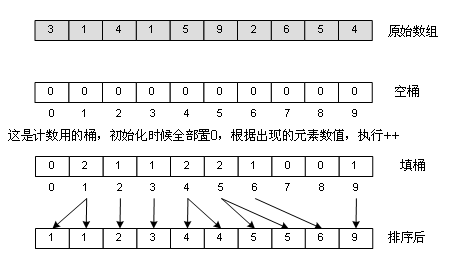 3 1 4 1 5 9 2 6 5 4 原始数组
0 0 0 0 0 0 0 0 0 0 空桶
0 1 2 3 4 5 6 7 8 9
这是计数用的桶，初始化时候全部置0，根据出现的元素数值，执行++
0 2 1 1 2 2 1 0 0 1 填桶
0 1 2 3 4 5 6 7 8 9
1 1 2 3 4 4 5 5 6 9 排序后